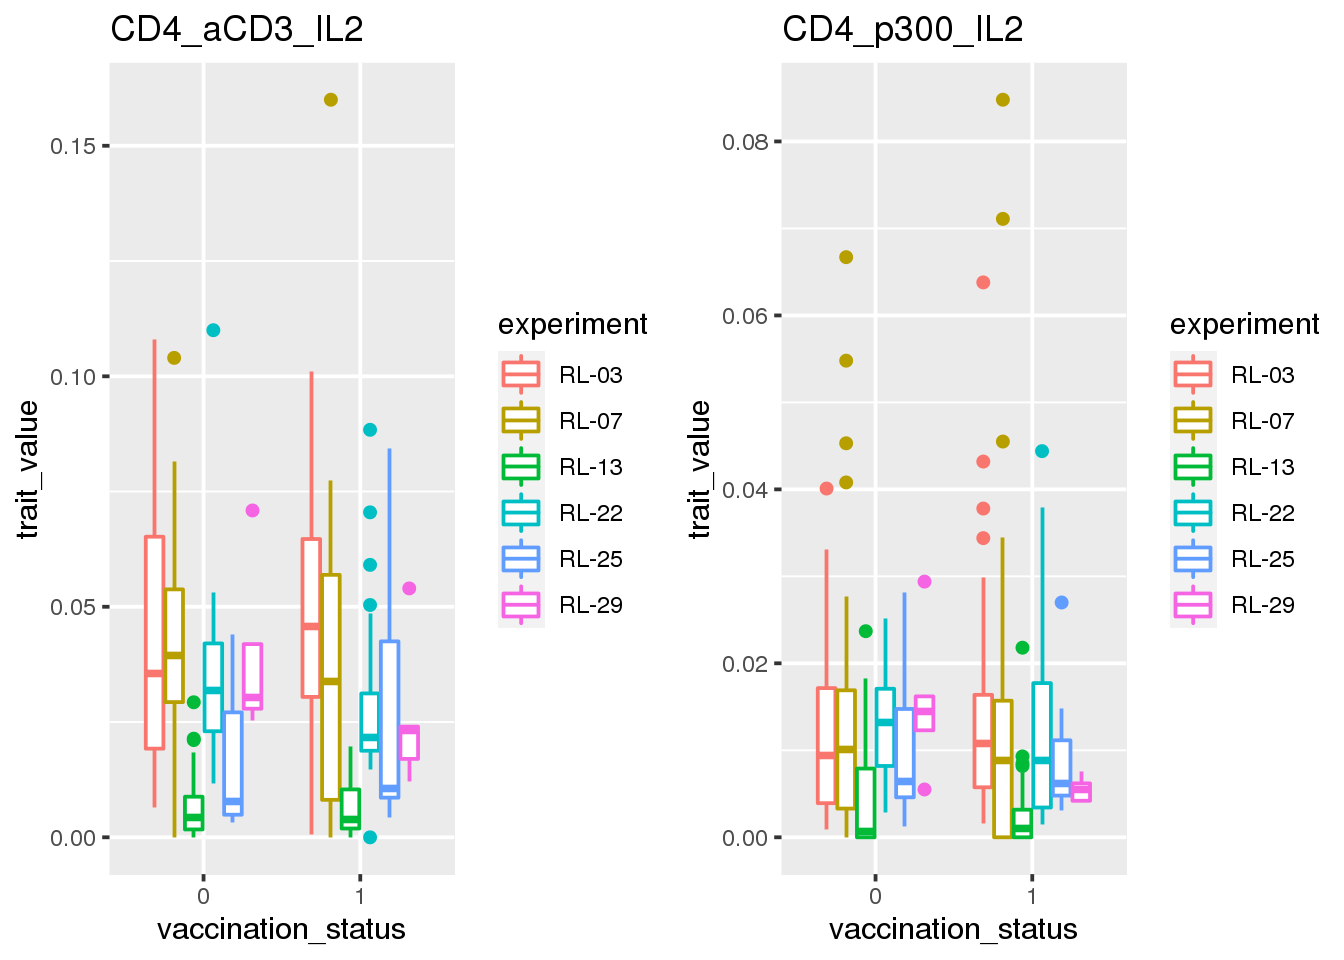 CD4_aCD3_IL2
trait_value
0.15
0.10
0.05
0.00
0
1
vaccination_status
experiment
RL-03
RL-07
RL-13
RL-22
RL-25
RL-29
CD4_p300_IL2
trait_value
0.08
0.06
0.04
0.02
0.00
0
1
vaccination_status
experiment
RL-03
RL-07
RL-13
RL-22
RL-25
RL-29